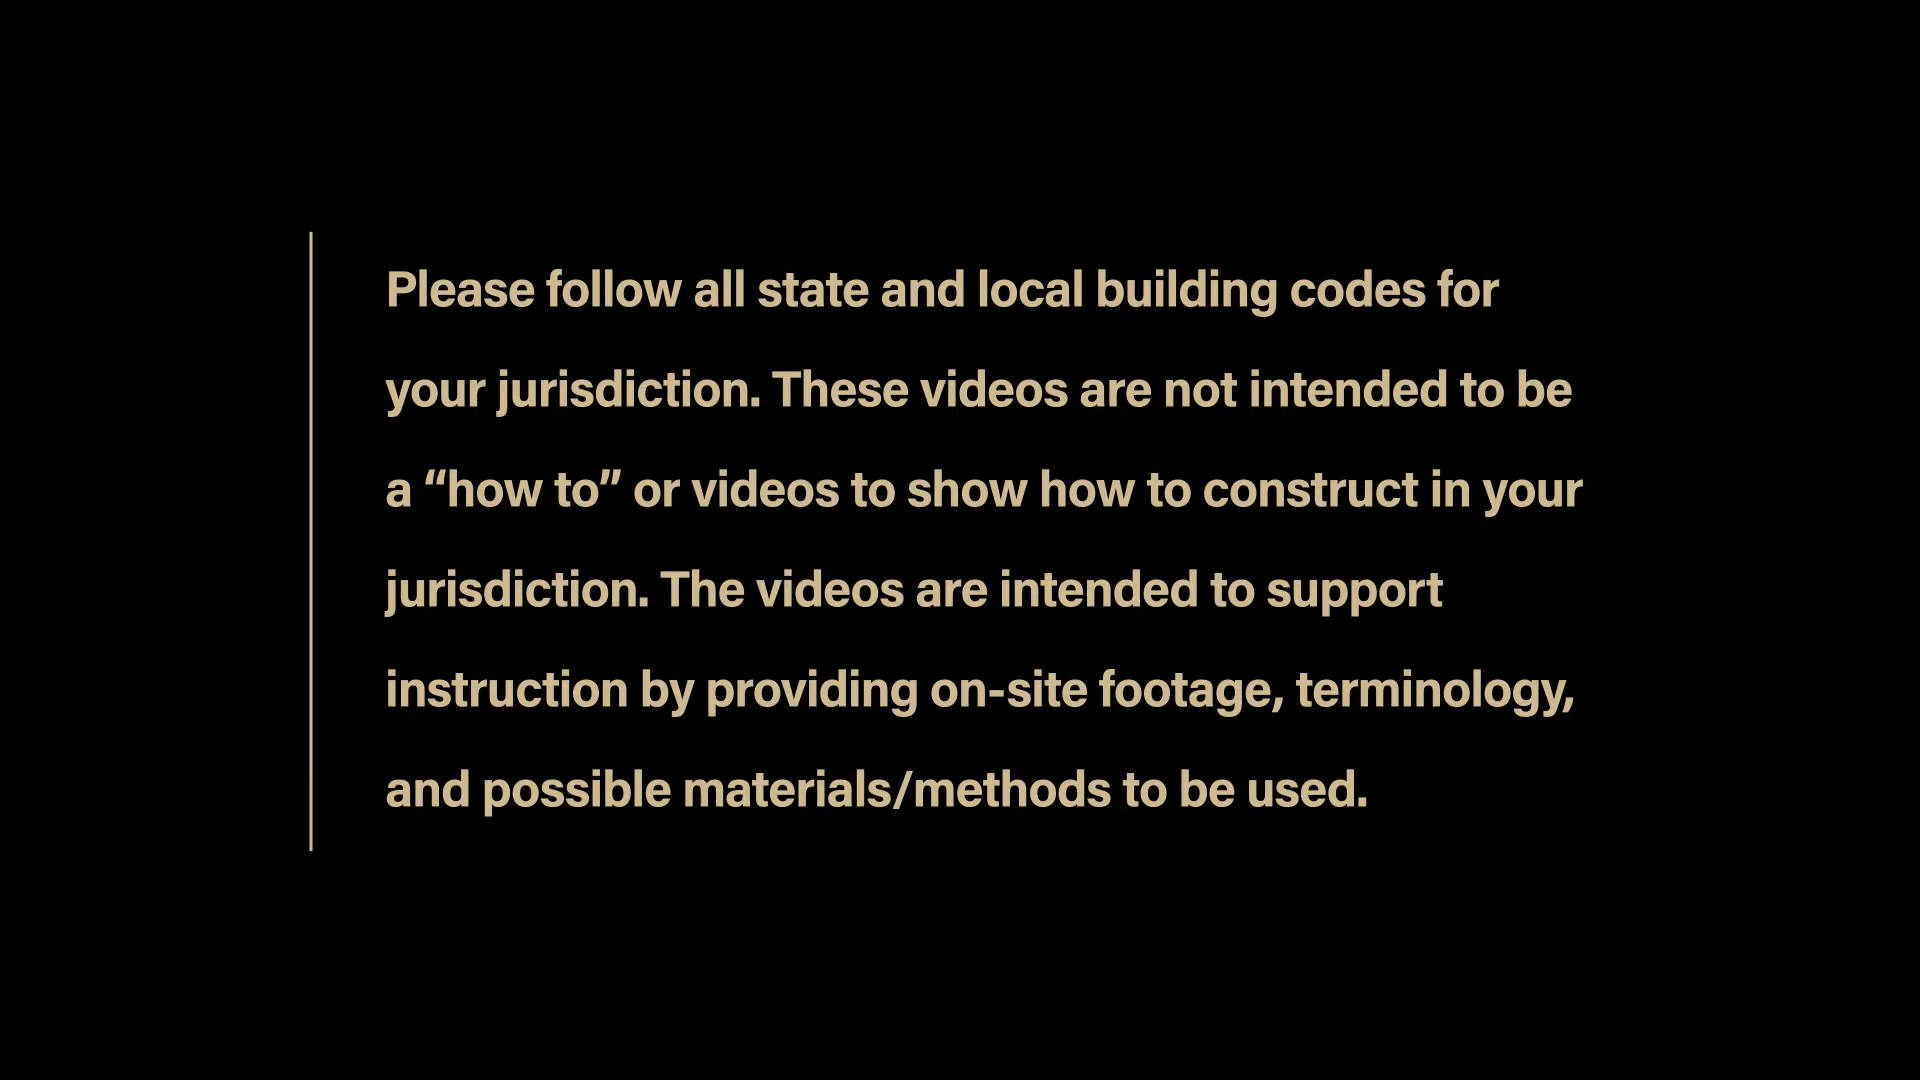 Please follow all state and local building codes for
your jurisdiction. These videos are not intended to be
a “how to” or videos to show how to construct in your
jurisdiction. The videos are intended to support
instruction by providing on-site footage, terminology,
and possible materials/methods to be used.